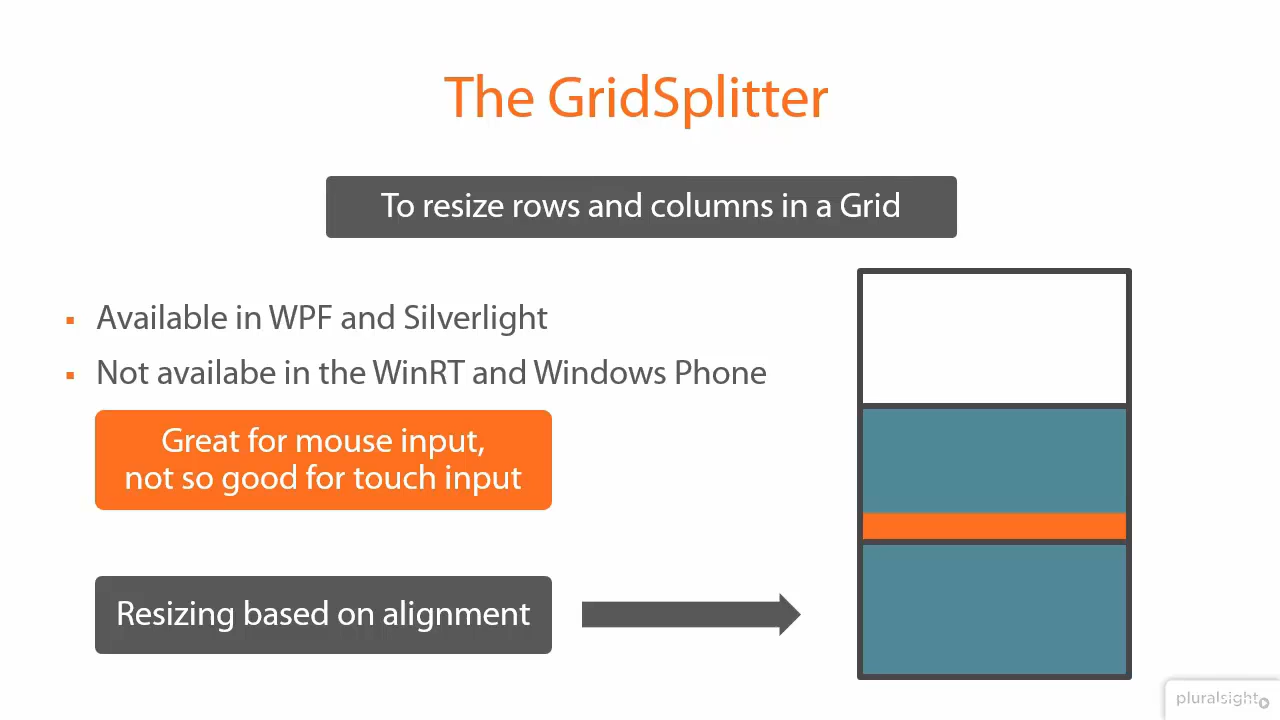 The GridSplitter
To resize rows and columns in a Grid
Available in WPF and Silverlight
Not availabe in the WinRT and Windows Phone
Great for mouse input,
not so good for touch input
Resizing based on alignment
pluralsight